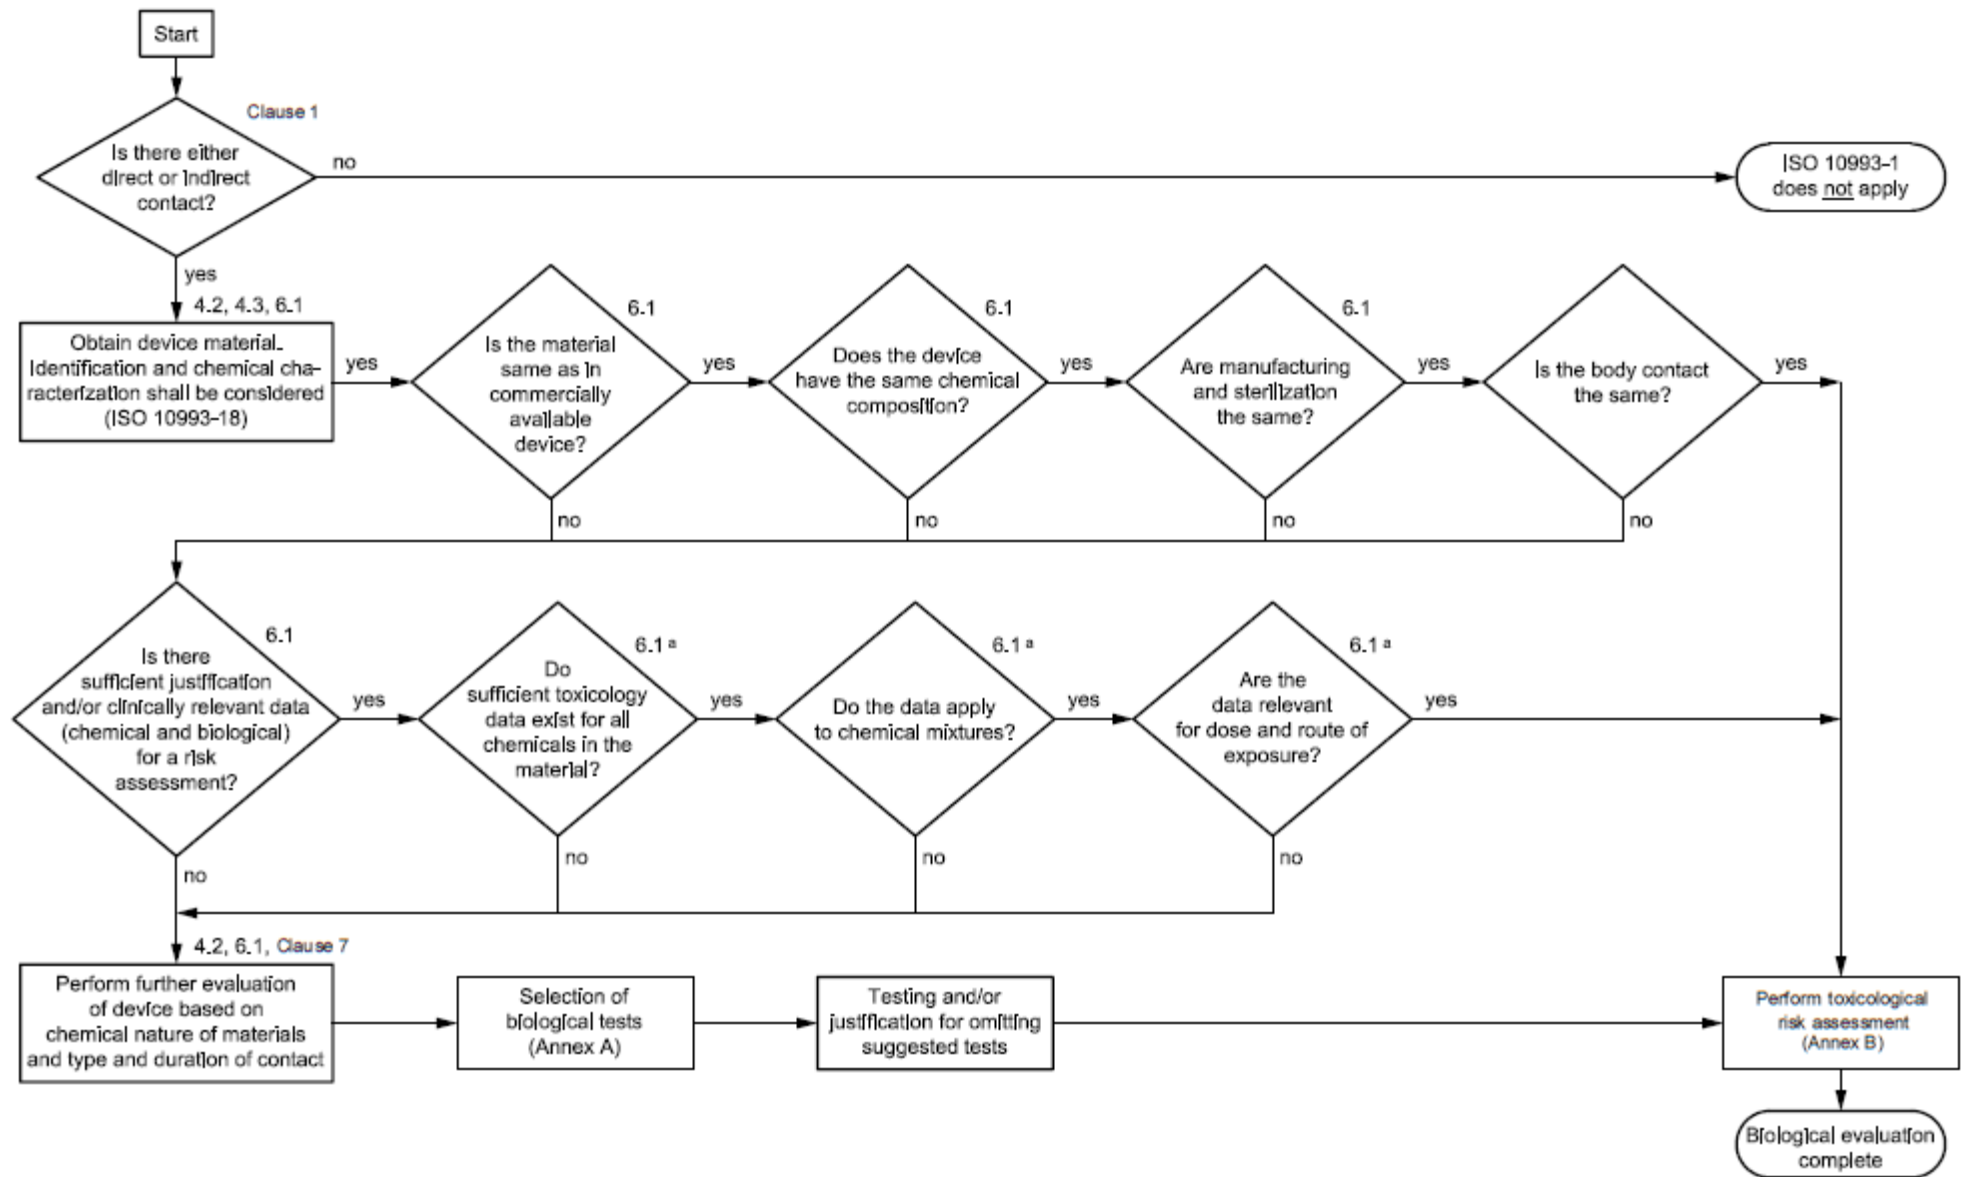 Start
Clause 1
Is there either
direct or indirect
contact?
no
ISO 10993-1
does not apply
yes
4.2, 4.3, 6.1
Obtain device material.
Identification and chemical cha-
racterization shall be considered
(ISO 10993-18)
yes
6.1
Is the material
same as in
commercially
available
device?
yes
no
6.1
Does the device
have the same chemical
composition?
yes
no
6.1
Are manufacturing
and sterilization
the same?
yes
no
Is the body contact
the same?
yes
no
6.1
Is there
sufficient justification
and/or clinically relevant data
(chemical and biological)
for a risk
assessment?
yes
no
6.1 a
Do
sufficient toxicology
data exist for all
chemicals in the
material?
yes
no
6.1 a
Do the data apply
to chemical mixtures?
yes
no
6.1 a
Are the
data relevant
for dose and route of
exposure?
yes
no
4.2, 6.1, Clause 7
Perform further evaluation
of device based on
chemical nature of materials
and type and duration of contact
Selection of
biological tests
(Annex A)
Testing and/or
justification for omitting
suggested tests
Perform toxicological
risk assessment
(Annex B)
Biological evaluation
complete